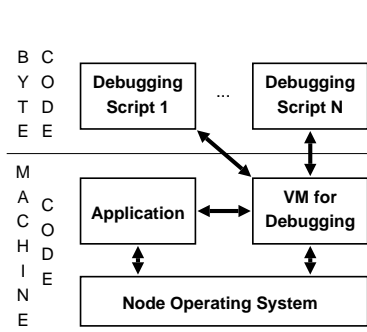 BYTE CODE
Debugging
Script 1
...
Debugging
Script N
MACHINE CODE
Application
VM for
Debugging
Node Operating System